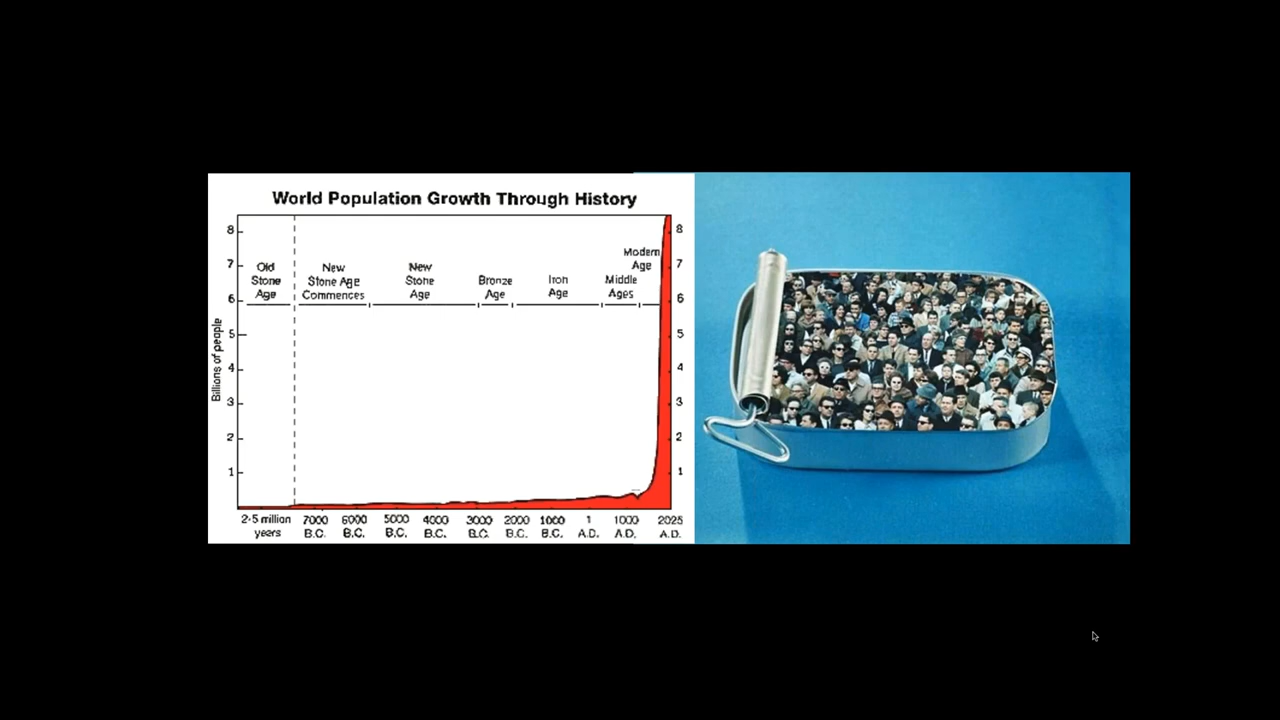 World Population Growth Through History
8
8
Modern
Age
7
7
Old
Stone
Age
New
Stone Age
Commences
New
Stone
Age
Bronze
Age
Iron
Age
Middle
Ages
6
6
Billions of people
5
5
4
4
3
3
2
2
1
1
2·5 million
years
7000
B.C.
6000
B.C.
5000
B.C.
4000
B.C.
3000
B.C.
2000
B.C.
1000
B.C.
1
A.D.
1000
A.D.
2025
A.D.